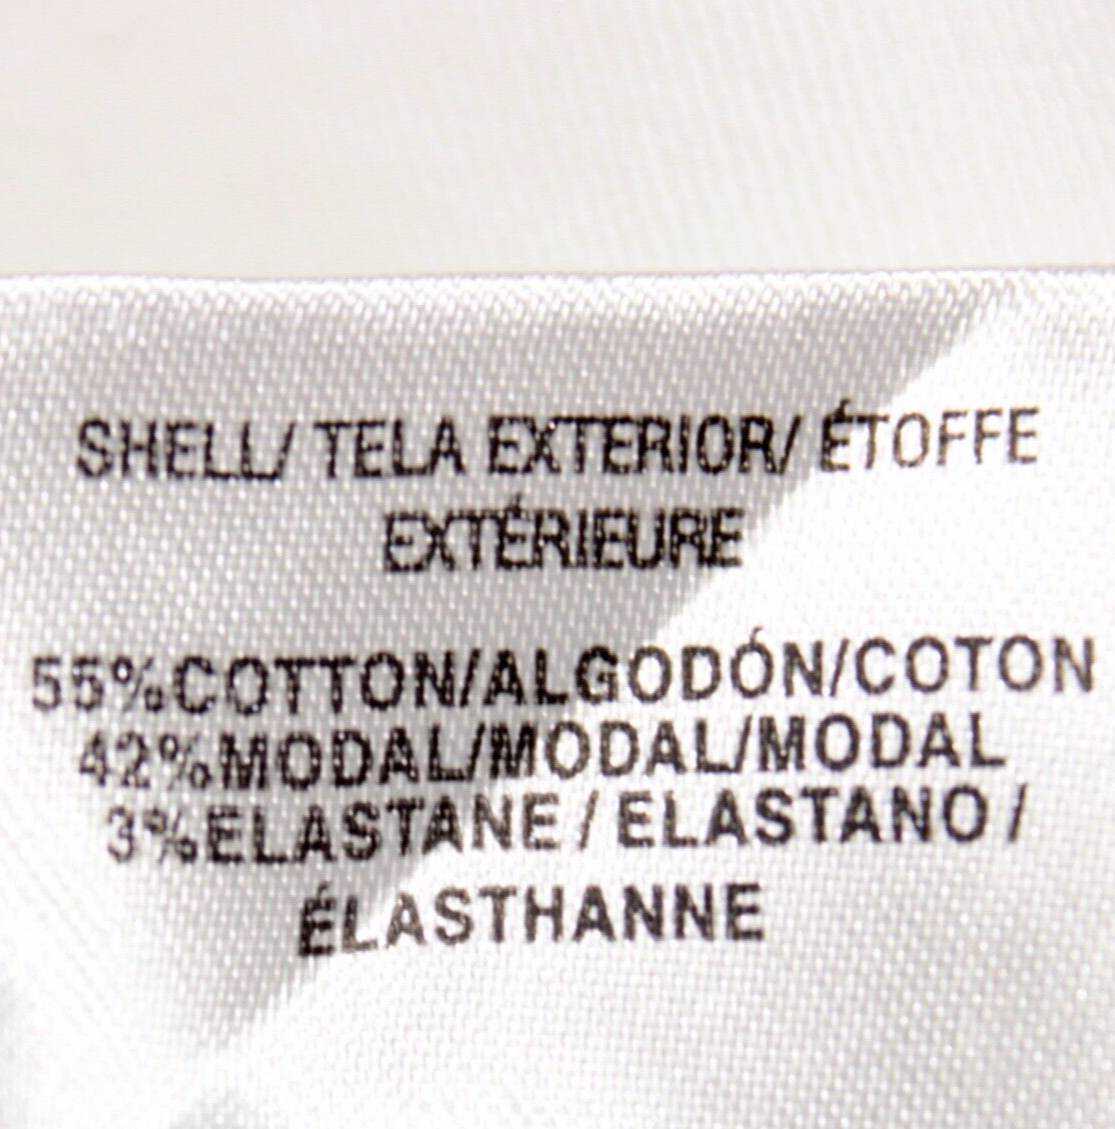 SHELL/ TELA EXTERIOR/ ÉTOFFE
EXTÉRIEURE
55%COTTON/ALGODÓN/COTON
42%MODAL/MODAL/MODAL
3%ELASTANE / ELASTANO /
ÉLASTHANNE